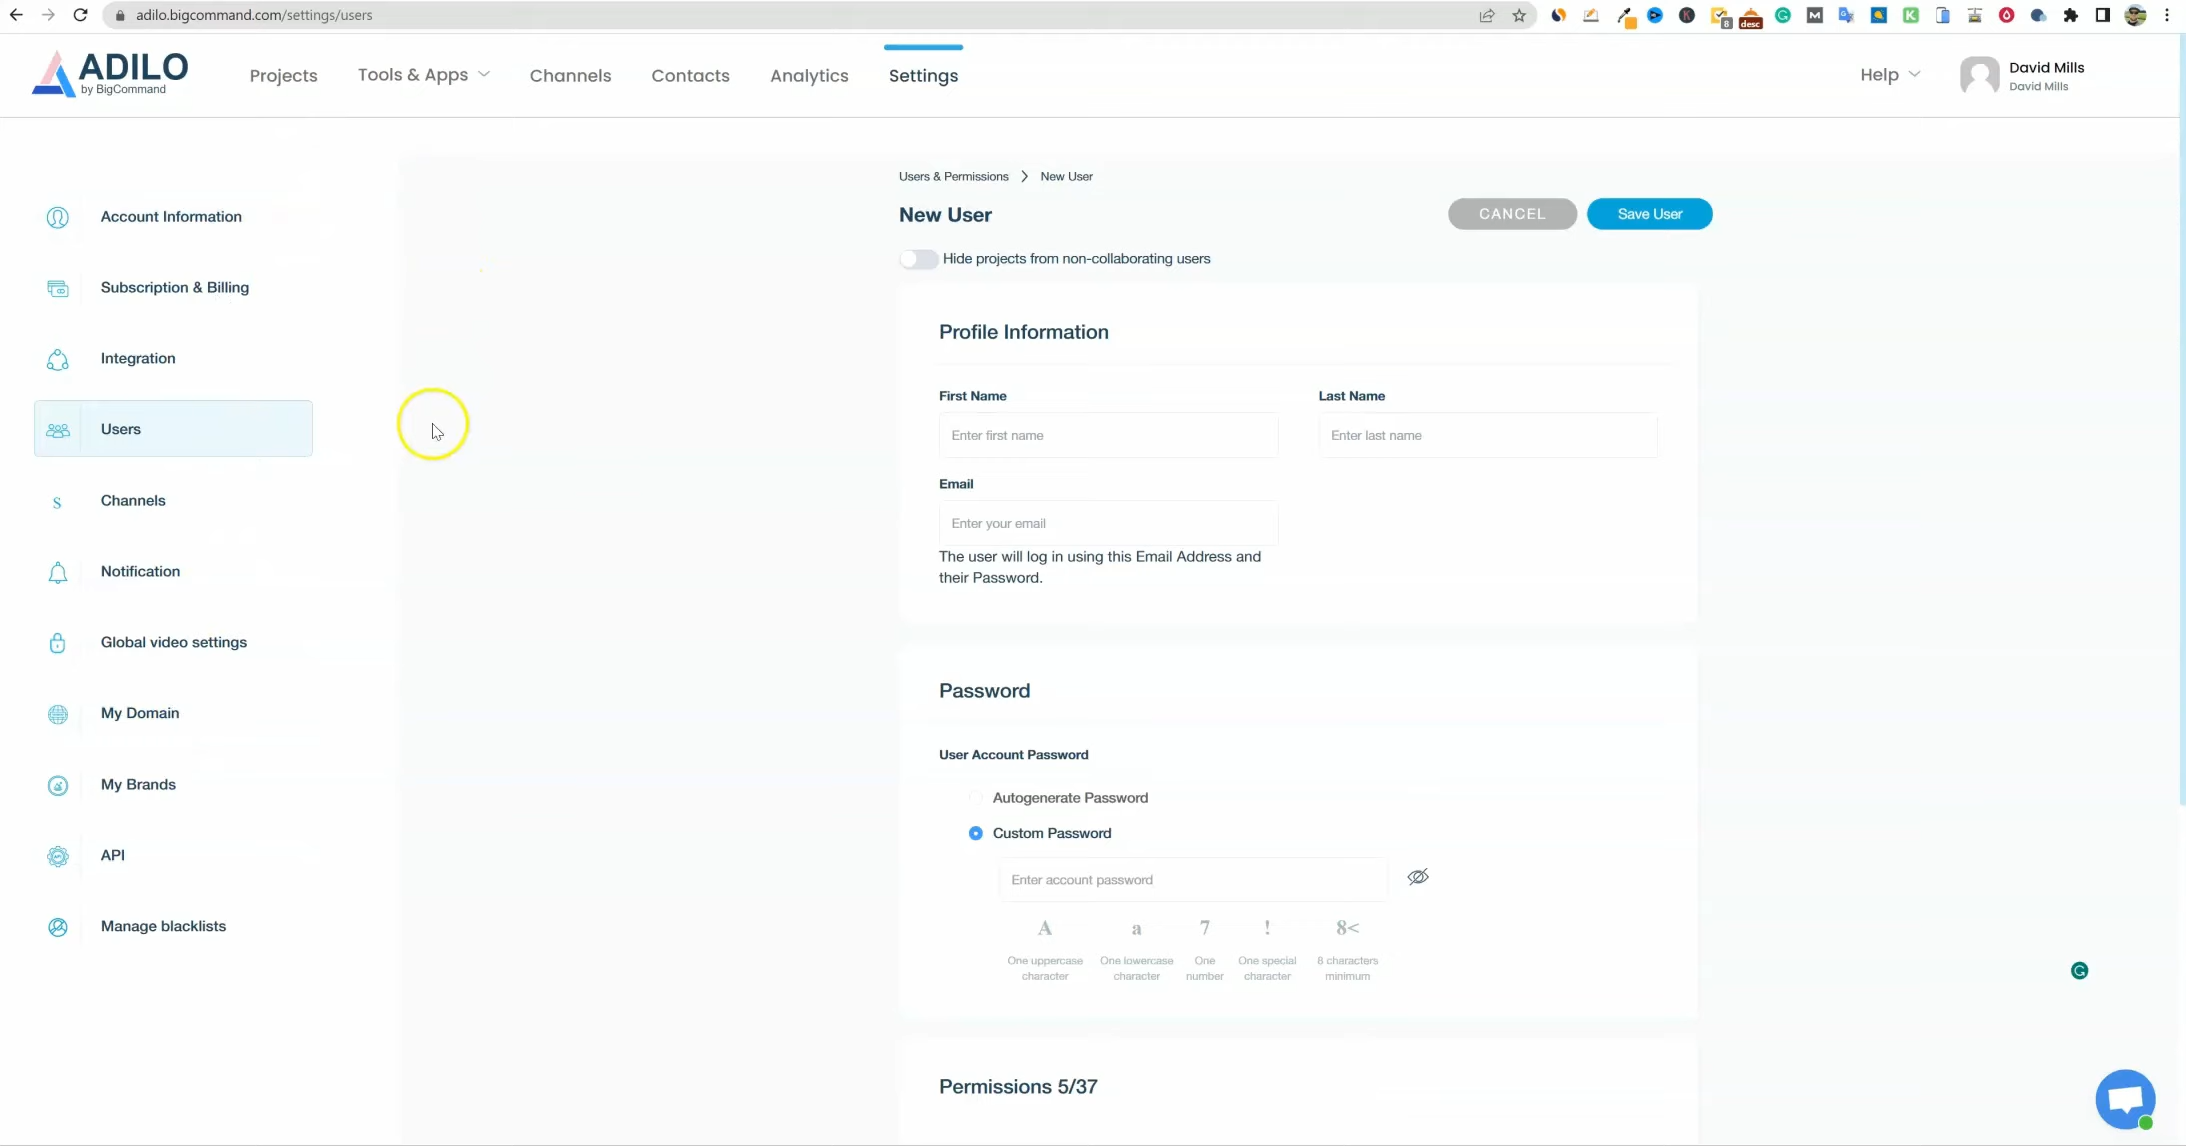 adilo.bigcommand.com/settings/users
8
desc
ADILO
by BigCommand
Projects
Tools & Apps
Channels
Contacts
Analytics
Settings
Help
David Mills
David Mills
Account Information
Subscription & Billing
Integration
Users
Channels
Notification
Global video settings
My Domain
My Brands
API
Manage blacklists
Users & Permissions
New User
New User
CANCEL
Save User
Hide projects from non-collaborating users
Profile Information
First Name
Last Name
Enter first name
Enter last name
Email
Enter your email
The user will log in using this Email Address and
their Password.
Password
User Account Password
Autogenerate Password
Custom Password
Enter account password
A a 7 ! 8<
One uppercase
character
One lowercase
character
One
number
One special
character
8 characters
minimum
Permissions 5/37